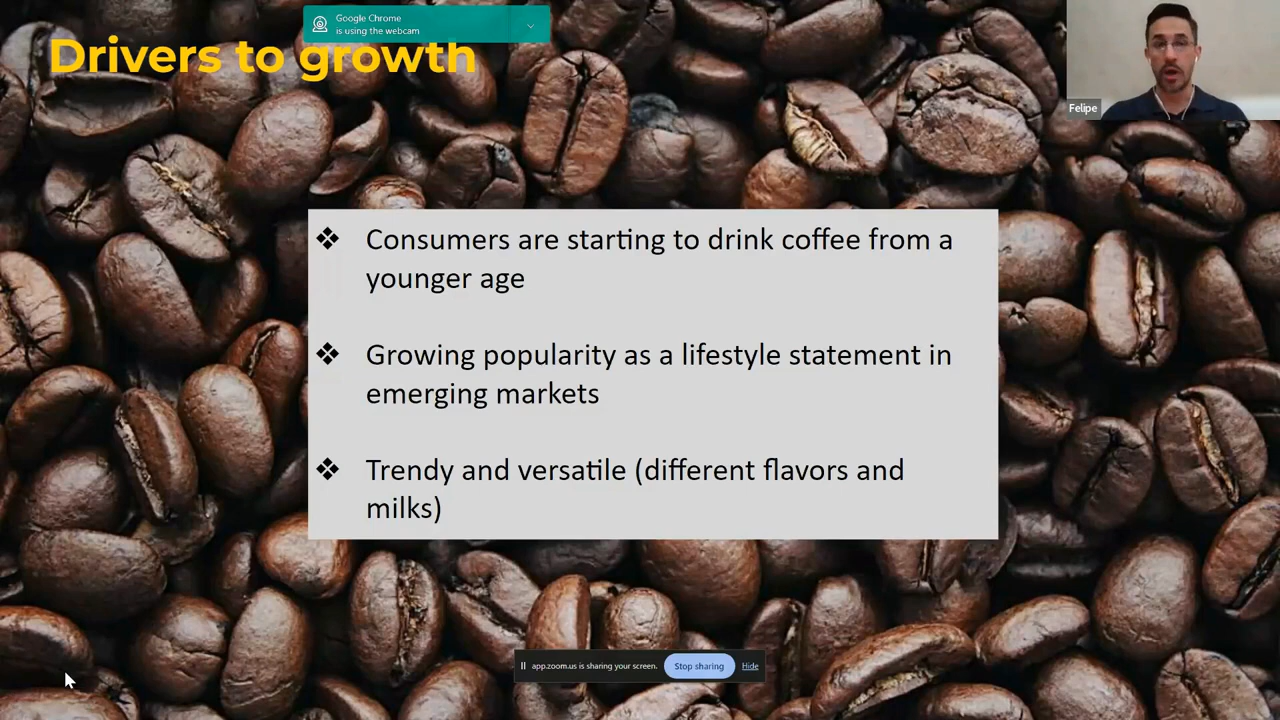 Google Chrome
is using the webcam
Drivers to growth
Felipe
❖ Consumers are starting to drink coffee from a
younger age
❖ Growing popularity as a lifestyle statement in
emerging markets
❖ Trendy and versatile (different flavors and
milks)
app.zoom.us is sharing your screen. Stop sharing Hide